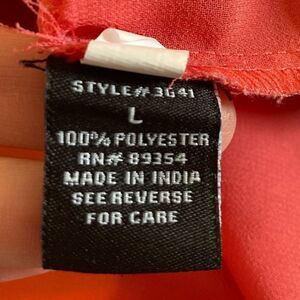 STYLE# 3G41
L
100% POLYESTER
RN# 89354
MADE IN INDIA
SEE REVERSE
FOR CARE